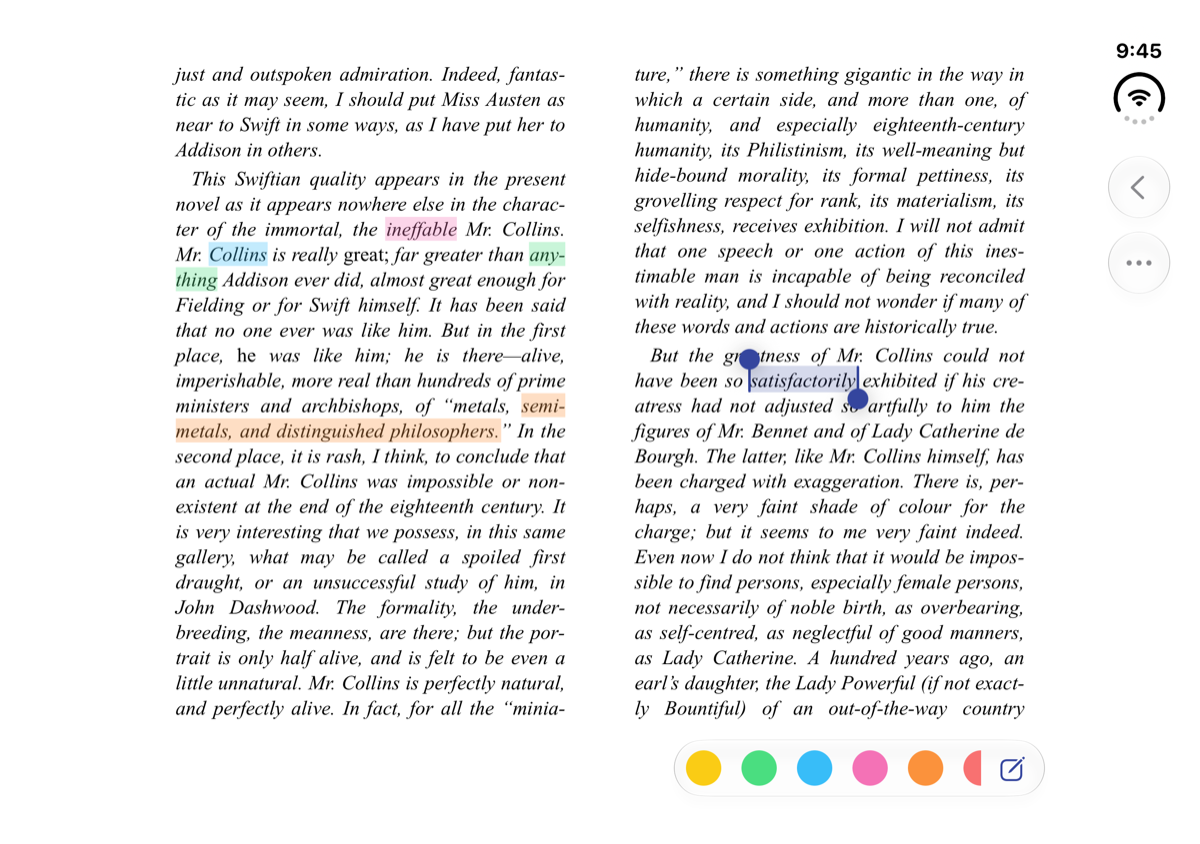 just and outspoken admiration. Indeed, fantas-
tic as it may seem, I should put Miss Austen as
near to Swift in some ways, as I have put her to
Addison in others.
This Swiftian quality appears in the present
novel as it appears nowhere else in the charac-
ter of the immortal, the ineffable Mr. Collins.
Mr. Collins is really great; far greater than any-
thing Addison ever did, almost great enough for
Fielding or for Swift himself. It has been said
that no one ever was like him. But in the first
place, he was like him; he is there—alive,
imperishable, more real than hundreds of prime
ministers and archbishops, of “metals, semi-
metals, and distinguished philosophers.” In the
second place, it is rash, I think, to conclude that
an actual Mr. Collins was impossible or non-
existent at the end of the eighteenth century. It
is very interesting that we possess, in this same
gallery, what may be called a spoiled first
draught, or an unsuccessful study of him, in
John Dashwood. The formality, the under-
breeding, the meanness, are there; but the por-
trait is only half alive, and is felt to be even a
little unnatural. Mr. Collins is perfectly natural,
and perfectly alive. In fact, for all the “minia-
ture,” there is something gigantic in the way in
which a certain side, and more than one, of
humanity, and especially eighteenth-century
humanity, its Philistinism, its well-meaning but
hide-bound morality, its formal pettiness, its
grovelling respect for rank, its materialism, its
selfishness, receives exhibition. I will not admit
that one speech or one action of this ines-
timable man is incapable of being reconciled
with reality, and I should not wonder if many of
these words and actions are historically true.
But the greatness of Mr. Collins could not
have been so satisfactorily exhibited if his cre-
atress had not adjusted so artfully to him the
figures of Mr. Bennet and of Lady Catherine de
Bourgh. The latter, like Mr. Collins himself, has
been charged with exaggeration. There is, per-
haps, a very faint shade of colour for the
charge; but it seems to me very faint indeed.
Even now I do not think that it would be impos-
sible to find persons, especially female persons,
not necessarily of noble birth, as overbearing,
as self-centred, as neglectful of good manners,
as Lady Catherine. A hundred years ago, an
earl’s daughter, the Lady Powerful (if not exact-
ly Bountiful) of an out-of-the-way country
9:45